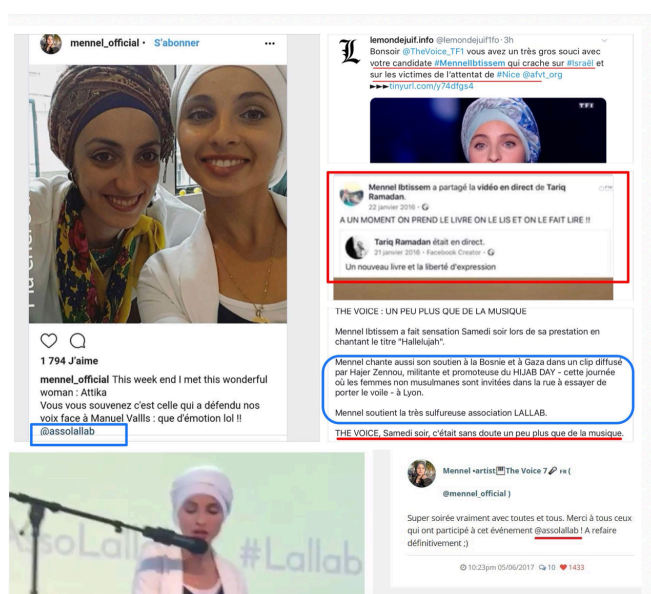 mennel_official • S'abonner
1 794 J'aime
mennel_official This week end I met this wonderful
woman : Attika
Vous vous souvenez c'est celle qui a défendu nos
voix face à Manuel Vallls : que d'émotion lol !!
@assolallab
lemondejuif.info @lemondejuif1fo · 3h
Bonsoir @TheVoice_TF1 vous avez un très gros souci avec
votre candidate #MennelIbtissem qui crache sur #Israël et
sur les victimes de l'attentat de #Nice @afvt_org
►►►tinyurl.com/y74dfgs4
TF1
Mennel Ibtissem a partagé la vidéo en direct de Tariq
Ramadan.
22 janvier 2016 ·
A UN MOMENT ON PREND LE LIVRE ON LE LIS ET ON LE FAIT LIRE !!
Tariq Ramadan était en direct.
21 janvier 2016 · Facebook Creator ·
Un nouveau livre et la liberté d'expression
THE VOICE : UN PEU PLUS QUE DE LA MUSIQUE
Mennel Ibtissem a fait sensation Samedi soir lors de sa prestation en
chantant le titre "Hallelujah".
Mennel chante aussi son soutien à la Bosnie et à Gaza dans un clip diffusé
par Hajer Zennou, militante et promoteuse du HIJAB DAY - cette journée
où les femmes non musulmanes sont invitées dans la rue à essayer de
porter le voile - à Lyon.
Mennel soutient la très sulfureuse association LALLAB.
THE VOICE, Samedi soir, c'était sans doute un peu plus que de la musique.
AssoLallab
#Lallab
Mennel •artist🎹The Voice 7🎤 FR (
@mennel_official )
Super soirée vraiment avec toutes et tous. Merci à tous ceux
qui ont participé à cet événement @assolallab ! A refaire
définitivement ;)
10:23pm 05/06/2017 10 1433